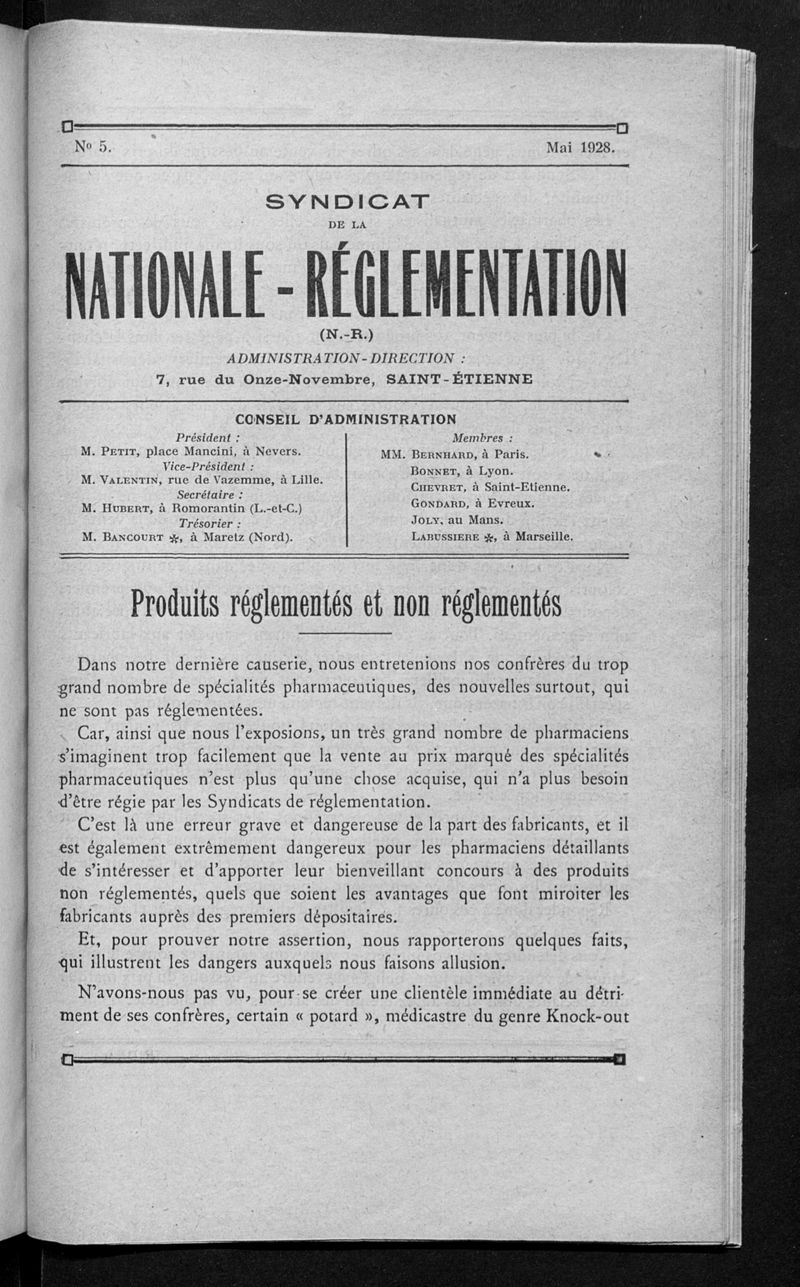 N° 5. Mai 1928.
SYNDICAT
DE LA
NATIONALE - RÉGLEMENTATION
(N.-R.)
ADMINISTRATION-DIRECTION :
7, rue du Onze-Novembre, SAINT-ÉTIENNE
CONSEIL D'ADMINISTRATION
Président :
M. PETIT, place Mancini, à Nevers.
Vice-Président :
M. VALENTIN, rue de Vazemme, à Lille.
Secrétaire :
M. HUBERT, à Romorantin (L.-et-C.)
Trésorier :
M. BANCOURT ✻, à Maretz (Nord).
Membres :
MM. BERNHARD, à Paris.
BONNET, à Lyon.
CHEVRET, à Saint-Etienne.
GONDARD, à Evreux.
JOLY, au Mans.
LABUSSIERE ✻, à Marseille.
Produits réglementés et non réglementés
Dans notre dernière causerie, nous entretenions nos confrères du trop
grand nombre de spécialités pharmaceutiques, des nouvelles surtout, qui
ne sont pas réglementées.
Car, ainsi que nous l'exposions, un très grand nombre de pharmaciens
s'imaginent trop facilement que la vente au prix marqué des spécialités
pharmaceutiques n'est plus qu'une chose acquise, qui n'a plus besoin
d'être régie par les Syndicats de réglementation.
C'est là une erreur grave et dangereuse de la part des fabricants, et il
est également extrêmement dangereux pour les pharmaciens détaillants
de s'intéresser et d'apporter leur bienveillant concours à des produits
non réglementés, quels que soient les avantages que font miroiter les
fabricants auprès des premiers dépositaires.
Et, pour prouver notre assertion, nous rapporterons quelques faits,
qui illustrent les dangers auxquels nous faisons allusion.
N'avons-nous pas vu, pour se créer une clientèle immédiate au détri-
ment de ses confrères, certain « potard », médicastre du genre Knock-out